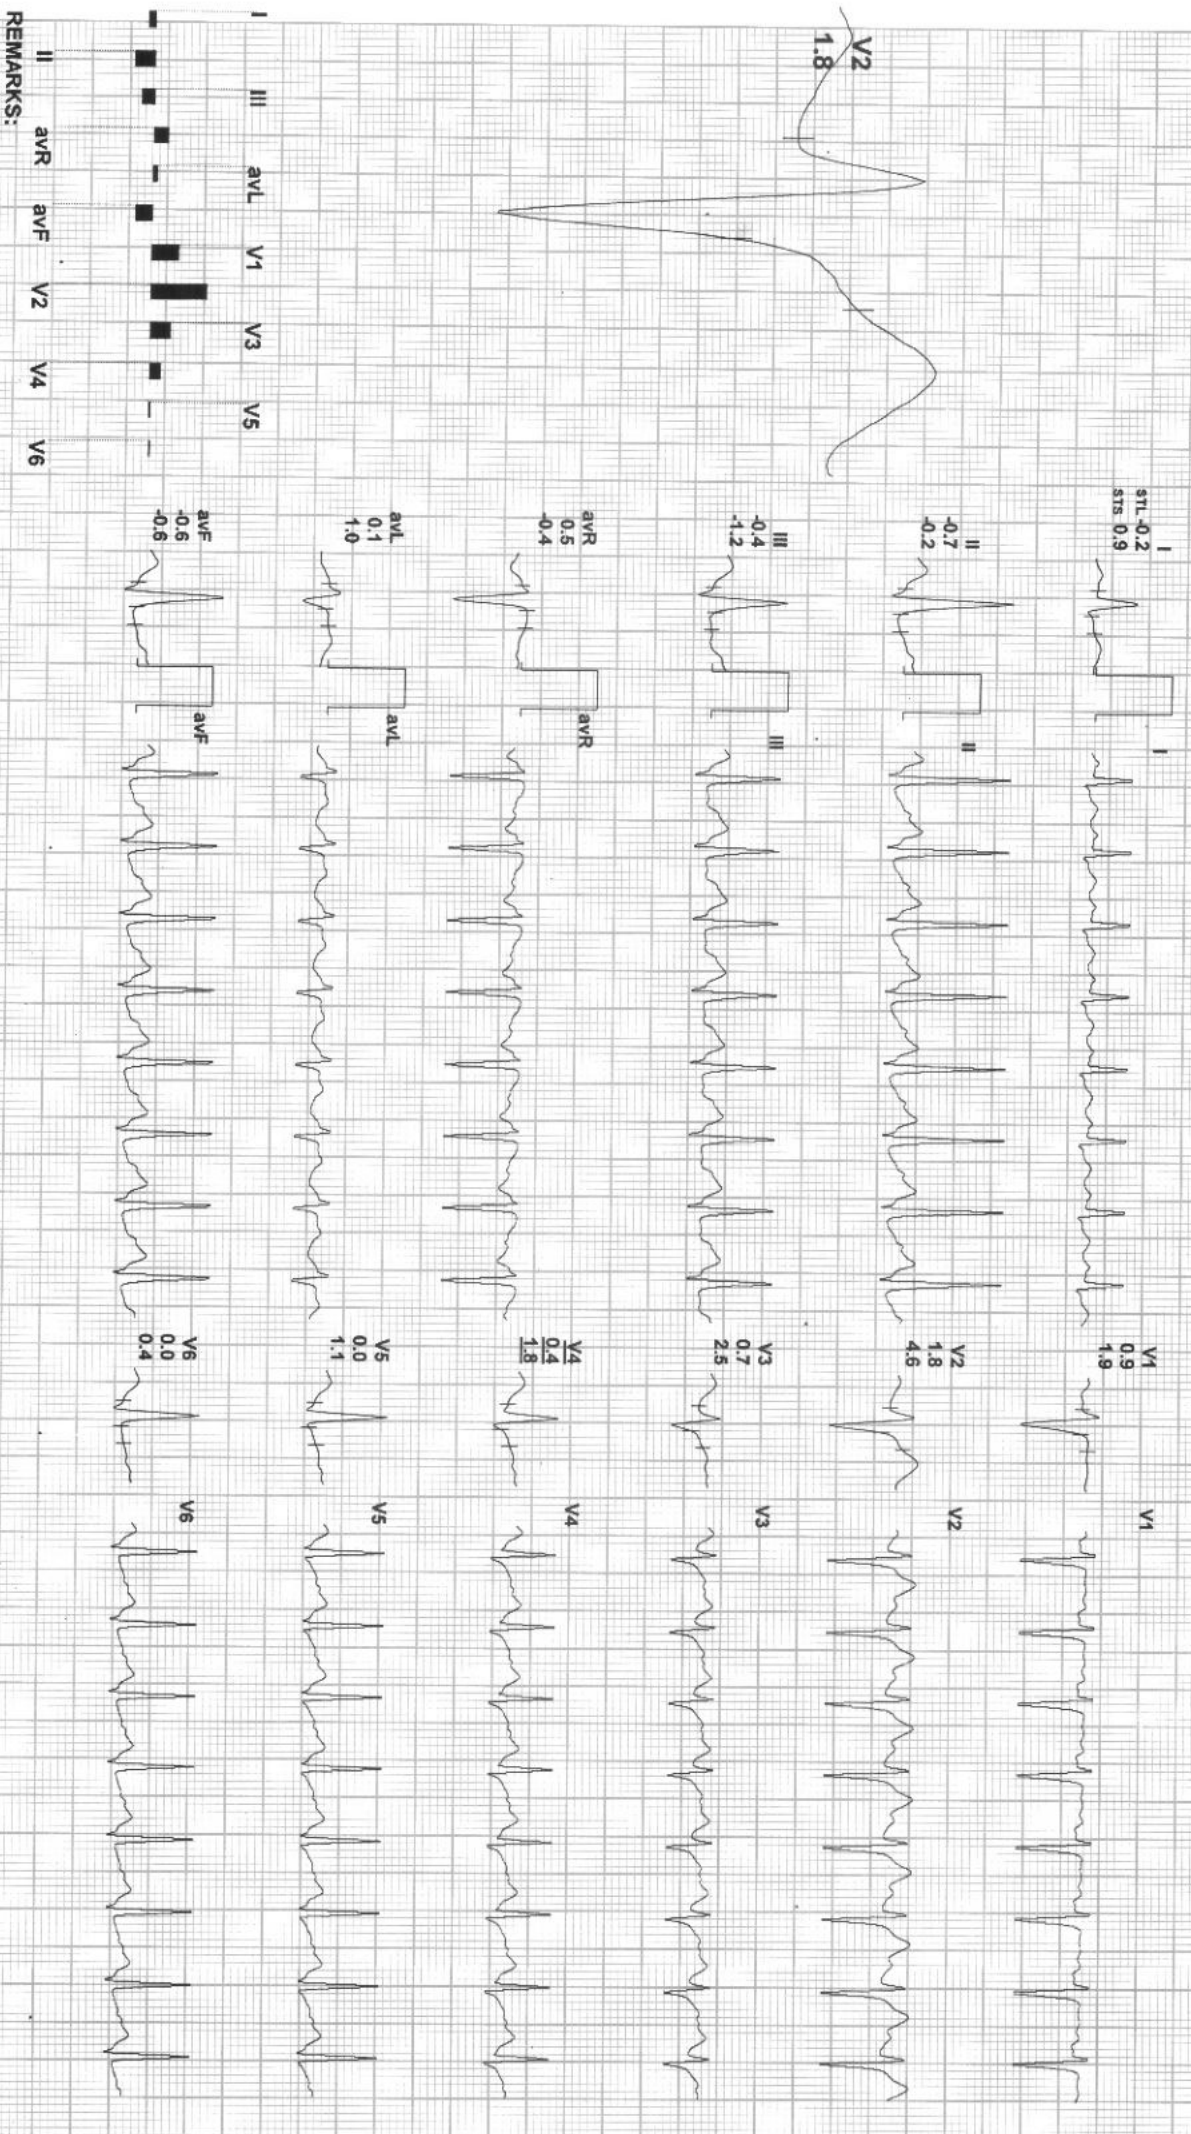 V2
1.8
I
III
avL
V1
V3
V5
II
avR
avF
V2
V4
V6
REMARKS:
I
STL -0.2
STS 0.9
I
II
-0.7
-0.2
II
III
-0.4
-1.2
III
avR
0.5
-0.4
avR
avL
0.1
1.0
avL
avF
-0.6
-0.6
avF
V1
0.9
1.9
V1
V2
1.8
4.6
V2
V3
0.7
2.5
V3
V4
0.4
1.8
V4
V5
0.0
1.1
V5
V6
0.0
0.4
V6